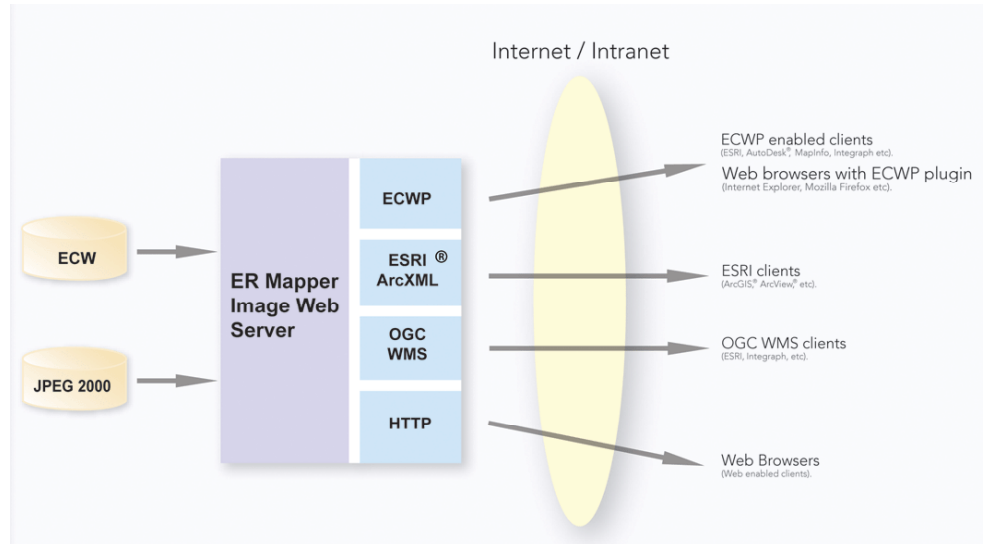 Internet / Intranet
ECW
JPEG 2000
ER Mapper
Image Web
Server
ECWP
ESRI ®
ArcXML
OGC
WMS
HTTP
ECWP enabled clients
(ESRI, AutoDesk®, MapInfo, Integraph etc).
Web browsers with ECWP plugin
(Internet Explorer, Mozilla Firefox etc).
ESRI clients
(ArcGIS,® ArcView,® etc).
OGC WMS clients
(ESRI, Integraph, etc).
Web Browsers
(Web enabled clients).